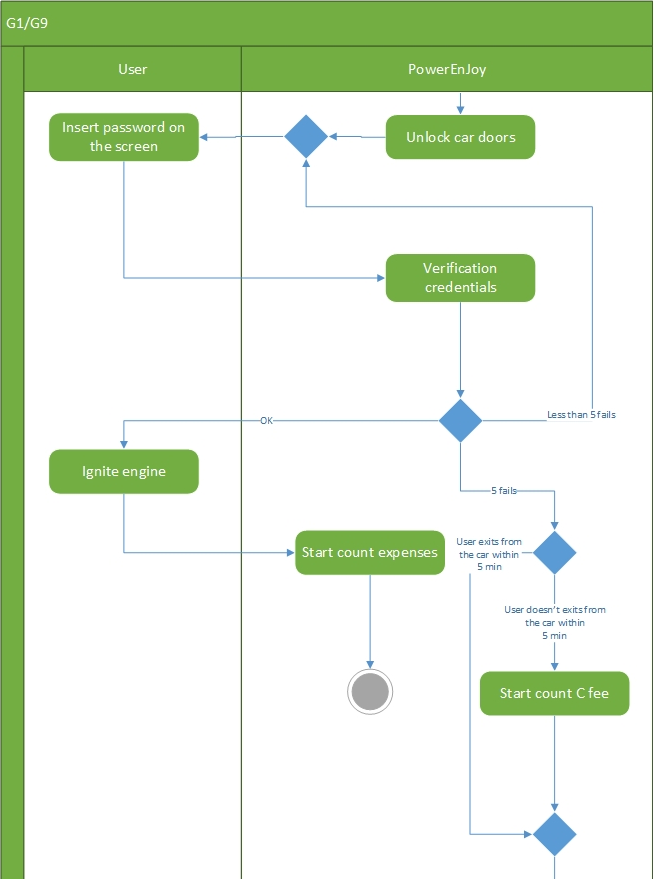 G1/G9
User
PowerEnJoy
Insert password on
the screen
Unlock car doors
Verification
credentials
Less than 5 fails
OK
Ignite engine
5 fails
Start count expenses
User exits from
the car within
5 min
User doesn't exits from
the car within
5 min
Start count C fee